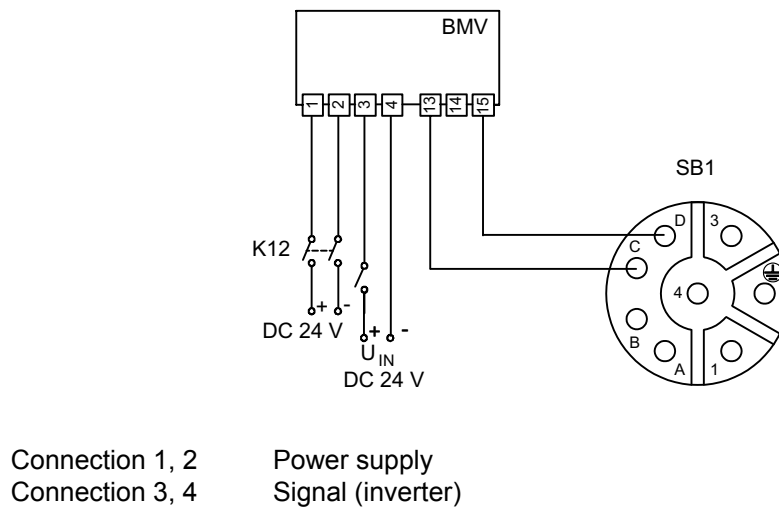 BMV
1 2 3 4 13 14 15
SB1
K12
D 3
C
4
B
A 1
+ -
DC 24 V
+ -
U IN
DC 24 V
Connection 1, 2 Power supply
Connection 3, 4 Signal (inverter)